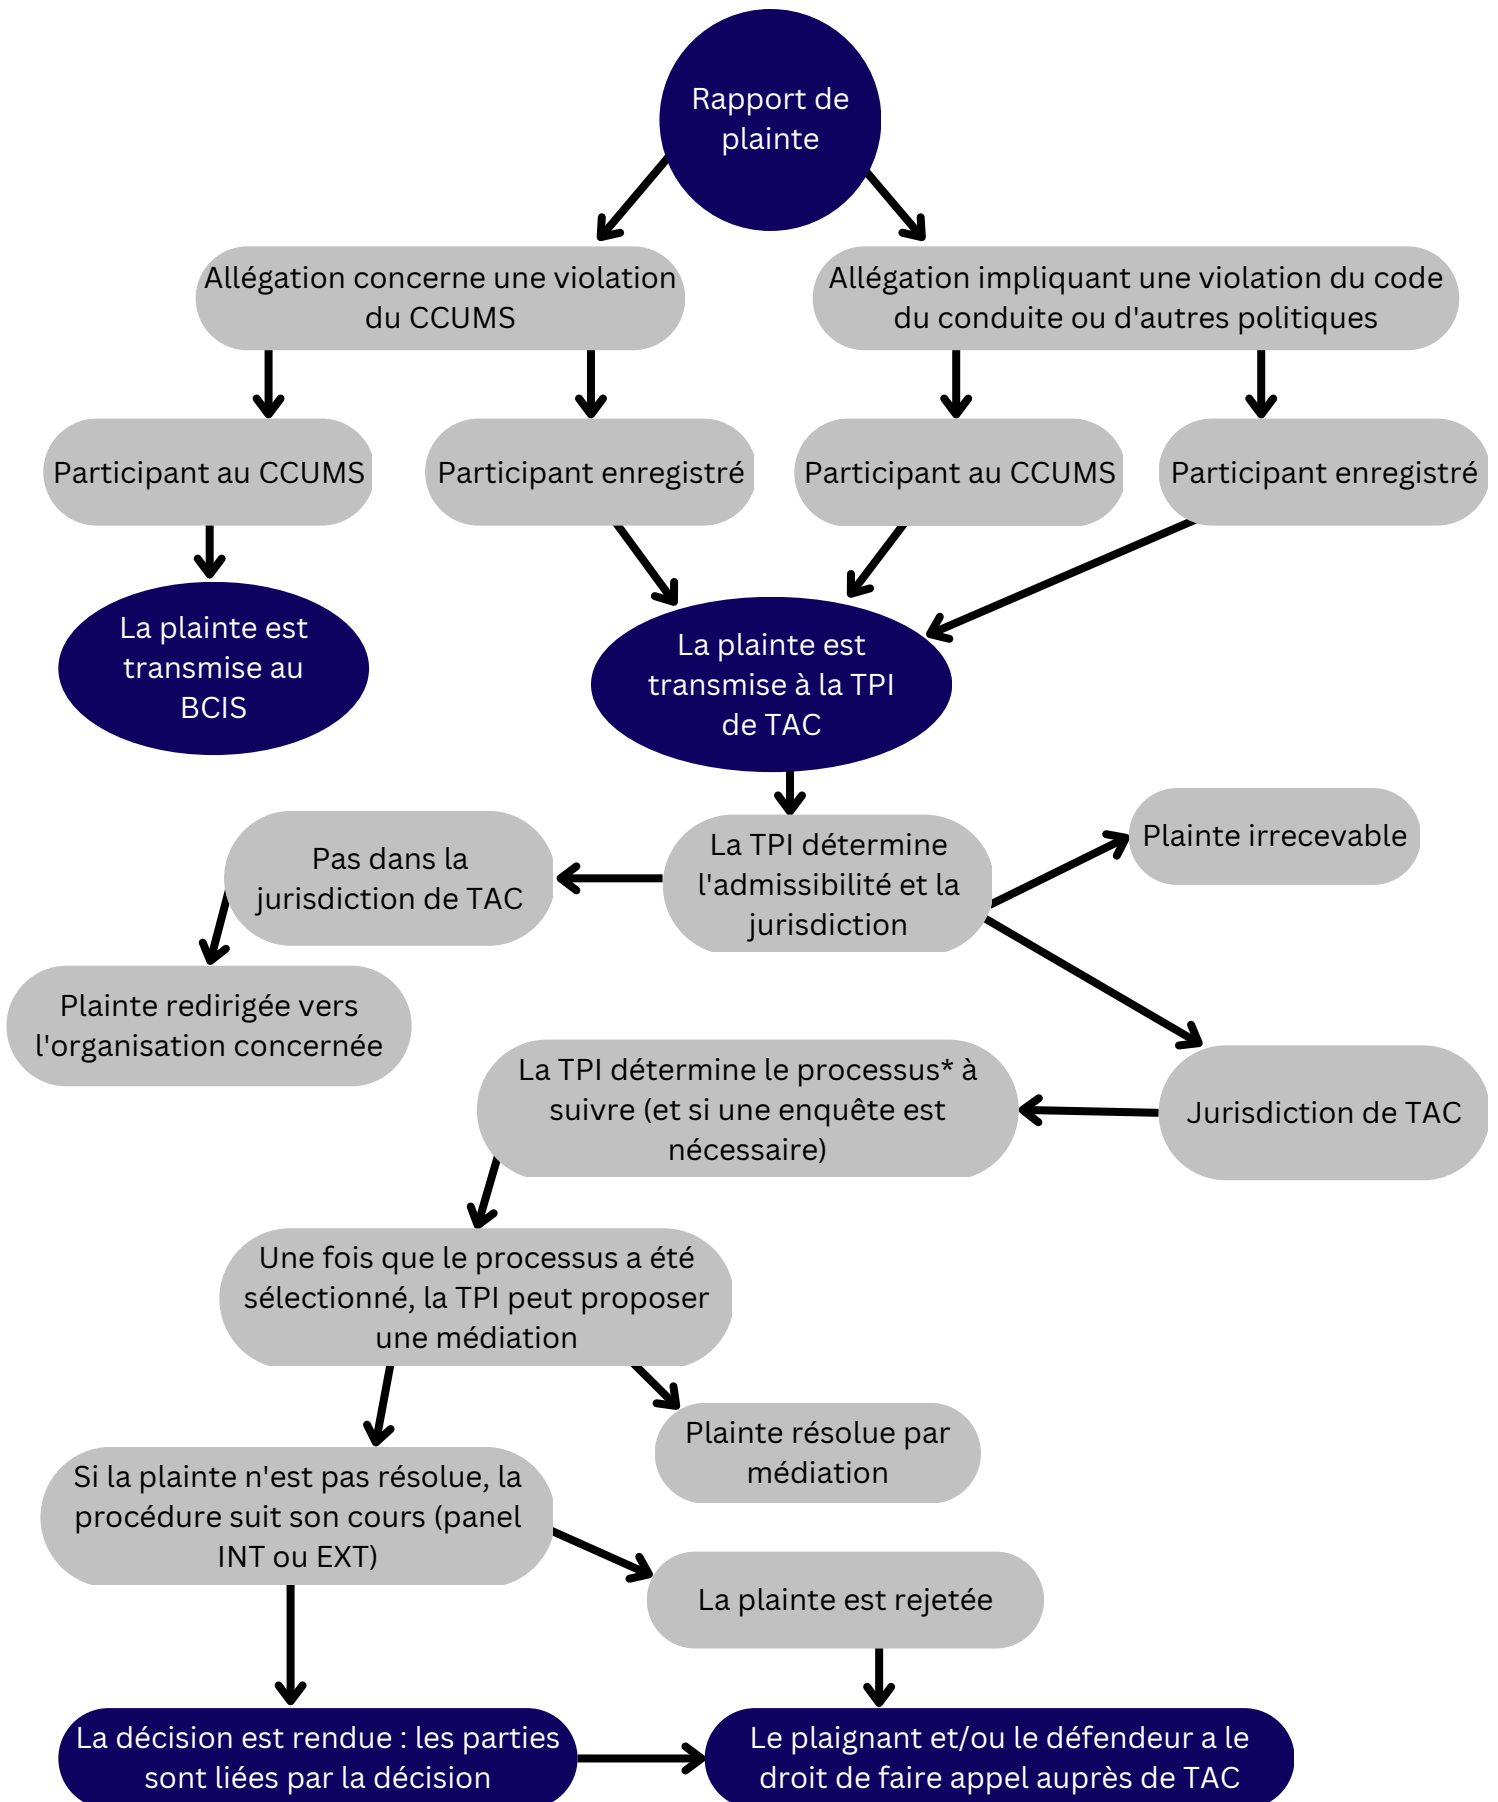 Rapport de
plainte
Allégation concerne une violation
du CCUMS
Allégation impliquant une violation du code
du conduite ou d'autres politiques
Participant au CCUMS
Participant enregistré
Participant au CCUMS
Participant enregistré
La plainte est
transmise au
BCIS
La plainte est
transmise à la TPI
de TAC
Plainte irrecevable
Pas dans la
jurisdiction de TAC
La TPI détermine
l'admissibilité et la
jurisdiction
Plainte redirigée vers
l'organisation concernée
La TPI détermine le processus* à
suivre (et si une enquête est
nécessaire)
Jurisdiction de TAC
Une fois que le processus a été
sélectionné, la TPI peut proposer
une médiation
Plainte résolue par
médiation
Si la plainte n'est pas résolue, la
procédure suit son cours (panel
INT ou EXT)
La plainte est rejetée
La décision est rendue : les parties
sont liées par la décision
Le plaignant et/ou le défendeur a le
droit de faire appel auprès de TAC